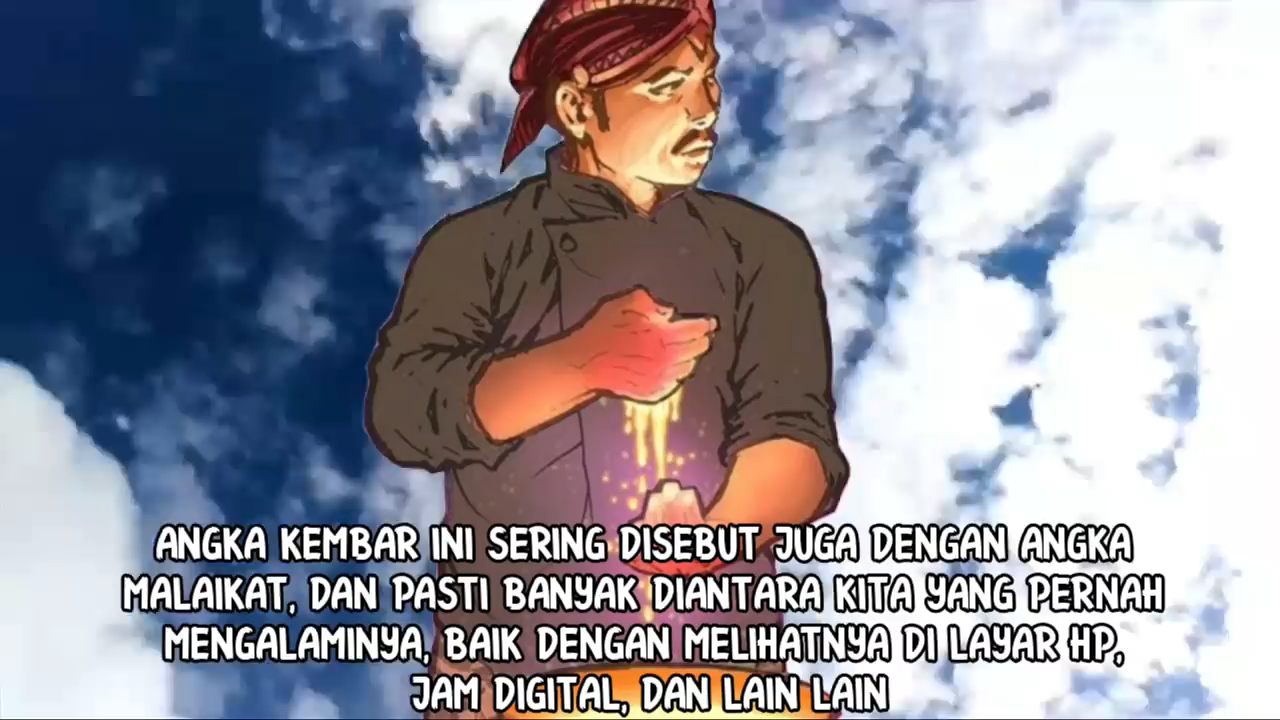 ANGKA KEMBAR INI SERING DISEBUT JUGA DENGAN ANGKA
MALAIKAT, DAN PASTI BANYAK DIANTARA KITA YANG PERNAH
MENGALAMINYA, BAIK DENGAN MELIHATNYA DI LAYAR HP,
JAM DIGITAL, DAN LAIN LAIN